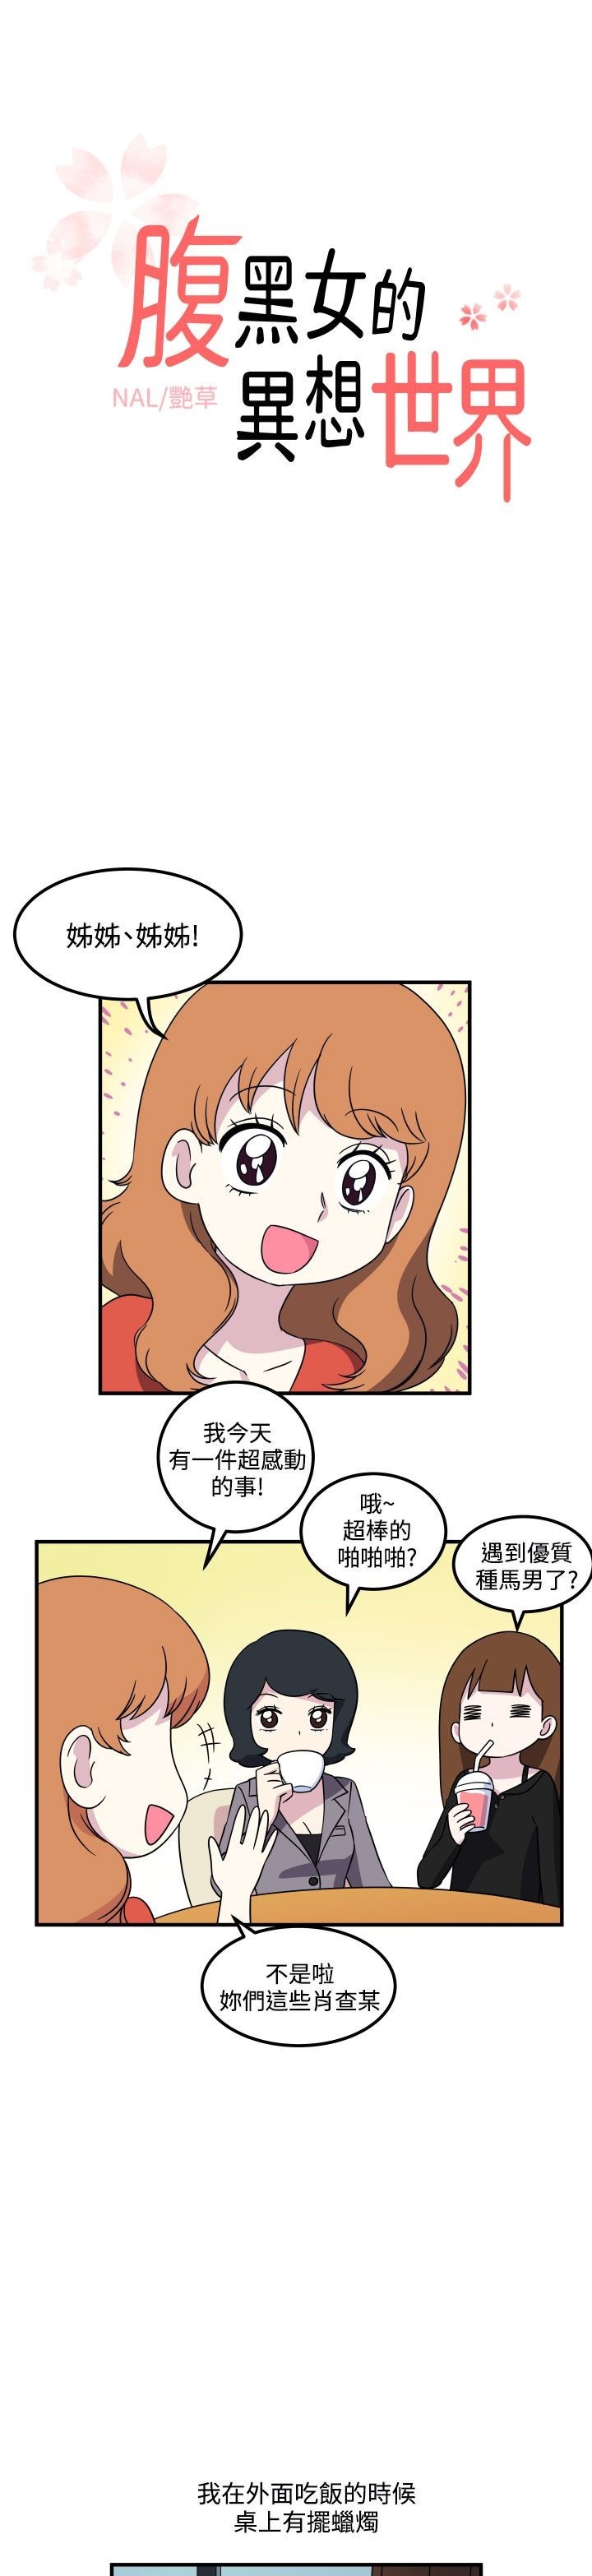 腹黑女的
異想世界
NAL/艷草
姊姊、姊姊!
我今天
有一件超感動
的事!
哦~
超棒的
啪啪啪?
遇到優質
種馬男了?
不是啦
妳們這些肖查某
我在外面吃飯的時候
桌上有擺蠟燭